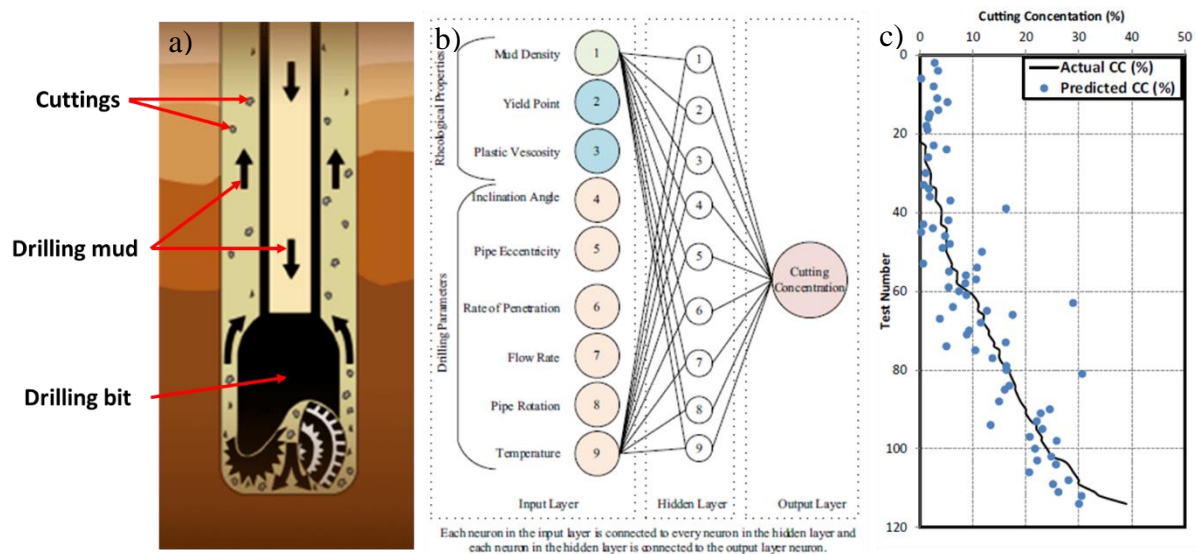 a)
Cuttings
Drilling mud
Drilling bit
b)
Rheological Properties
Drilling Parameters
Mud Density
Yield Point
Plastic Vescosity
Inclination Angle
Pipe Eccentricity
Rate of Penetration
Flow Rate
Pipe Rotation
Temperature
1
2
3
4
5
6
7
8
9
1
2
3
4
5
6
7
8
9
Cutting
Concentration
Input Layer
Hidden Layer
Output Layer
Each neuron in the input layer is connected to every neuron in the hidden layer and
each neuron in the hidden layer is connected to the output layer neuron.
c)
Cutting Concentation (%)
0 10 20 30 40 50
Actual CC (%)
Predicted CC (%)
Test Number
0
20
40
60
80
100
120